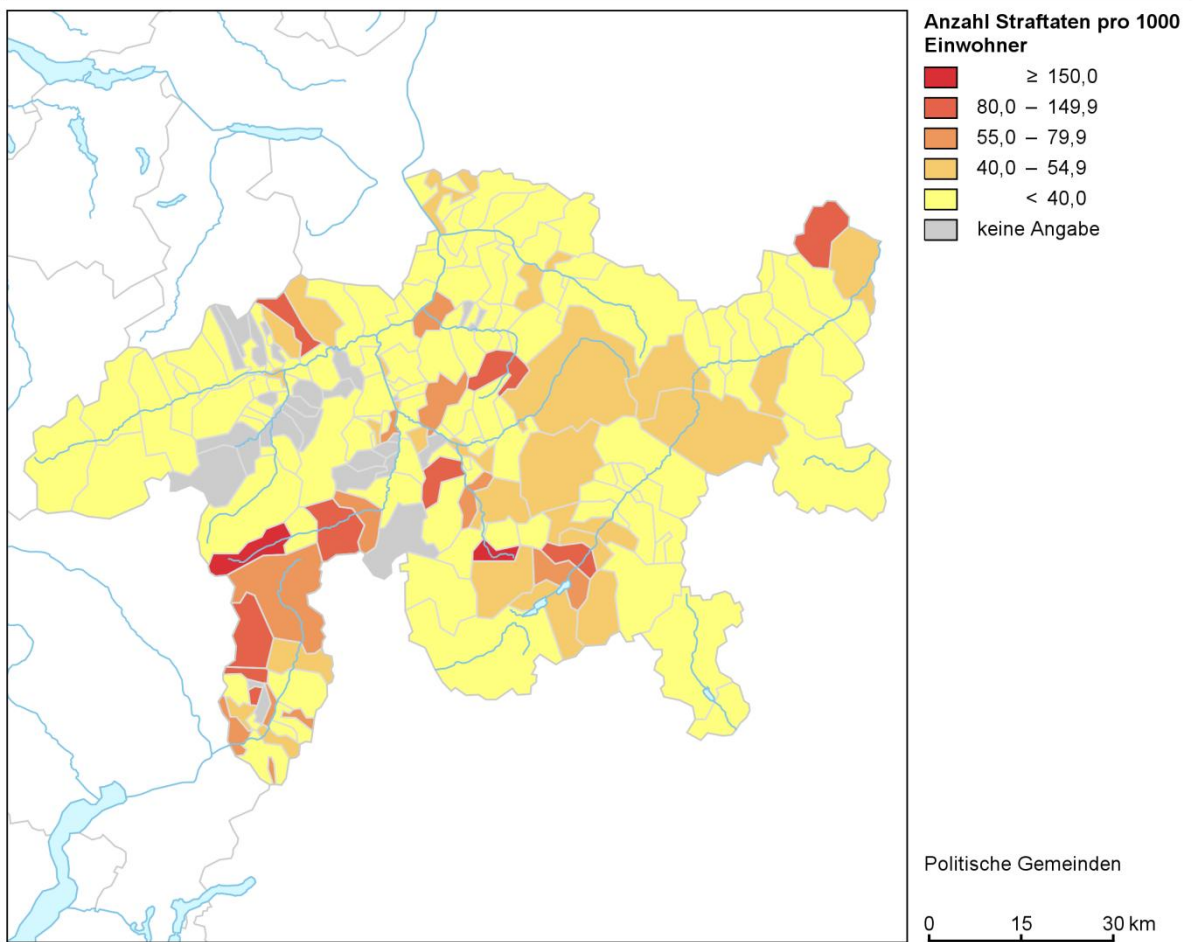 Anzahl Straftaten pro 1000
Einwohner
≥ 150,0
80,0 – 149,9
55,0 – 79,9
40,0 – 54,9
< 40,0
keine Angabe
Politische Gemeinden
0 15 30 km